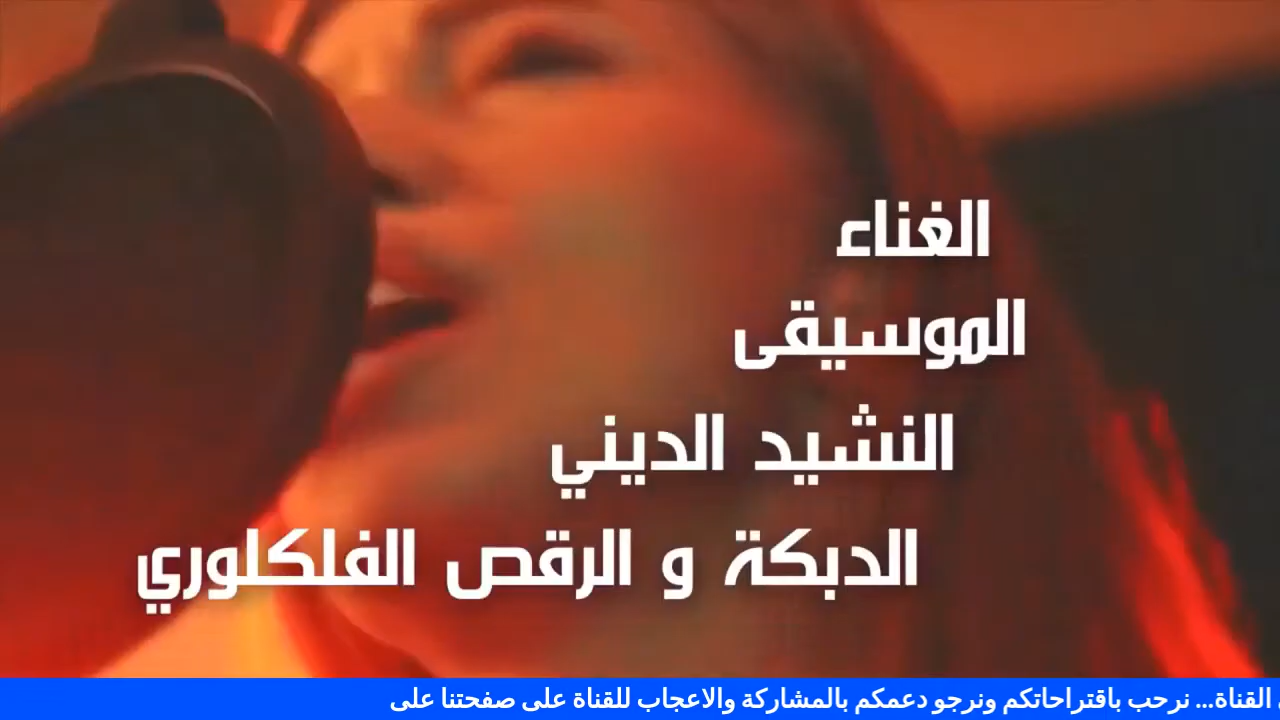 الغناء
الموسيقى
النشيد الديني
الدبكة و الرقص الفلكلوري
القناة... نرحب باقتراحاتكم ونرجو دعمكم بالمشاركة والاعجاب للقناة على صفحتنا على